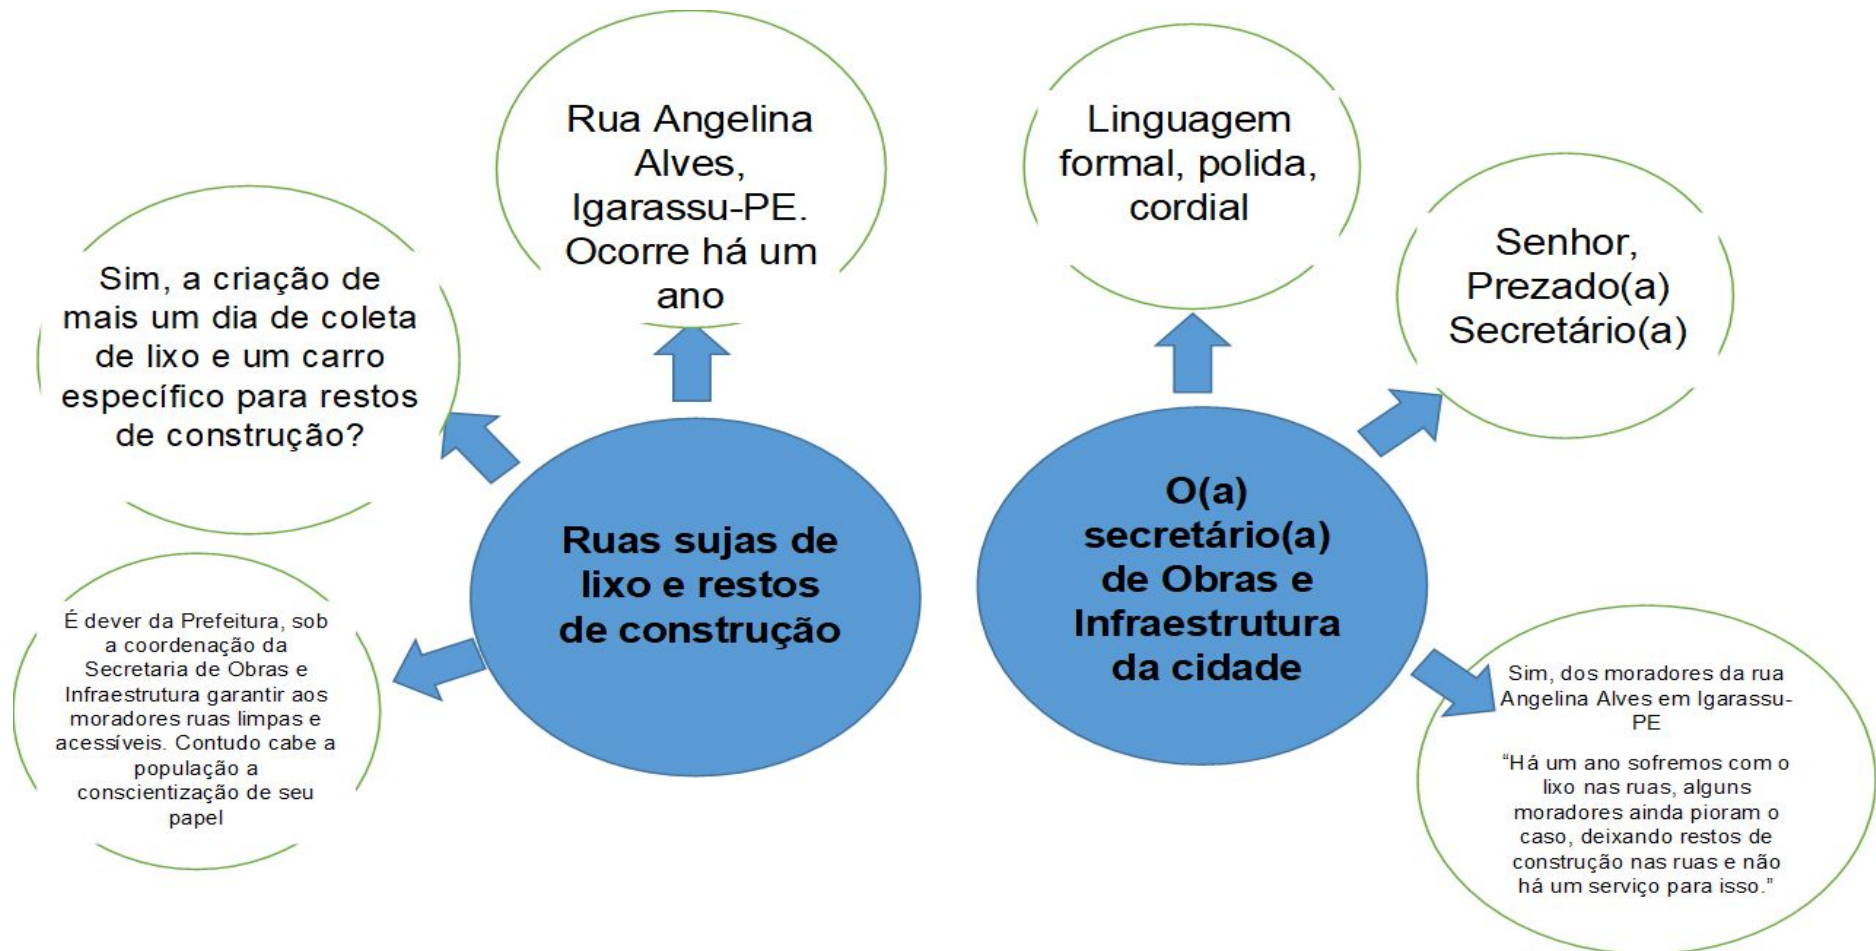 Rua Angelina
Alves,
Igarassu-PE.
Ocorre há um
ano
Sim, a criação de
mais um dia de coleta
de lixo e um carro
específico para restos
de construção?
É dever da Prefeitura, sob
a coordenação da
Secretaria de Obras e
Infraestrutura garantir aos
moradores ruas limpas e
acessíveis. Contudo cabe a
população a
conscientização de seu
papel
Ruas sujas de
lixo e restos
de construção
Linguagem
formal, polida,
cordial
Senhor,
Prezado(a)
Secretário(a)
O(a)
secretário(a)
de Obras e
Infraestrutura
da cidade
Sim, dos moradores da rua
Angelina Alves em Igarassu-
PE
“Há um ano sofremos com o
lixo nas ruas, alguns
moradores ainda pioram o
caso, deixando restos de
construção nas ruas e não
há um serviço para isso.”